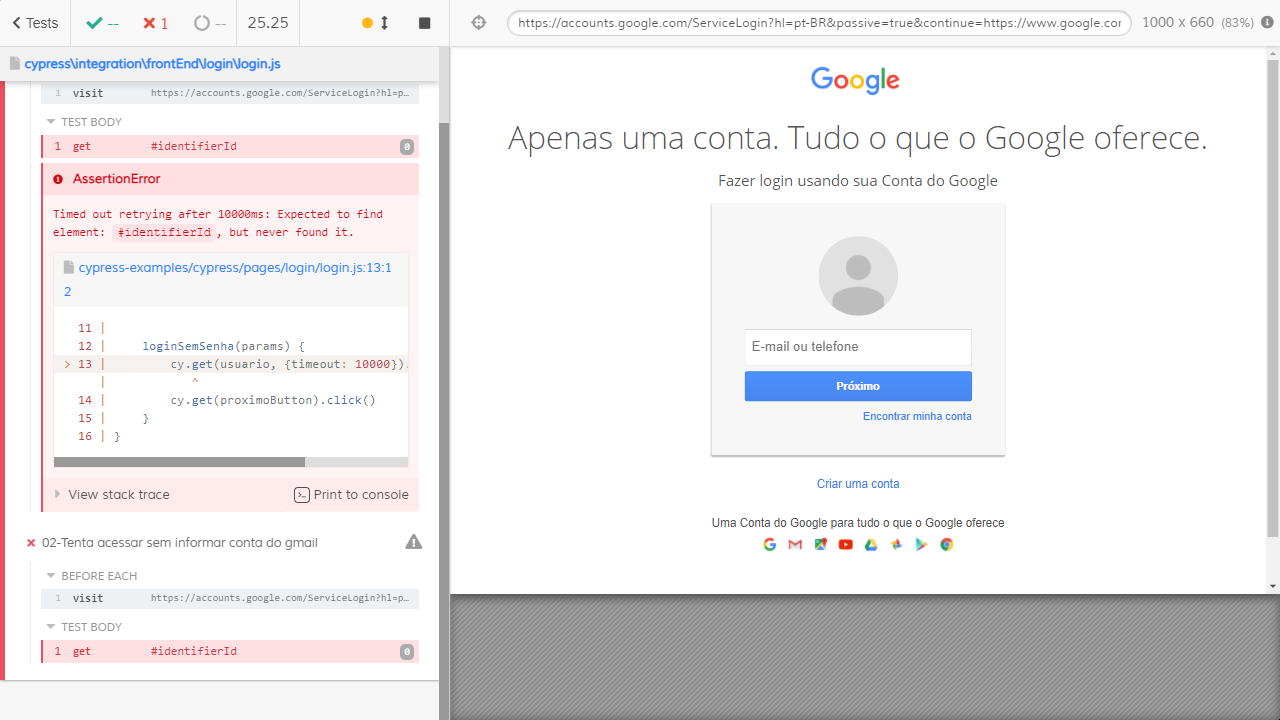 Tests
--
1
--
25.25
https://accounts.google.com/ServiceLogin?hl=pt-BR&passive=true&continue=https://www.google.cor
1000 x 660 (83%)
cypress\integration\frontEnd\login\login.js
1 visit https://accounts.google.com/ServiceLogin?hl=p…
TEST BODY
1 get #identifierId 0
AssertionError
Timed out retrying after 10000ms: Expected to find
element: #identifierId, but never found it.
cypress-examples/cypress/pages/login/login.js:13:1
2
11 |
12 | loginSemSenha(params) {
> 13 | cy.get(usuario, {timeout: 10000}).
| ^
14 | cy.get(proximoButton).click()
15 | }
16 | }
View stack trace
Print to console
02-Tenta acessar sem informar conta do gmail
BEFORE EACH
1 visit https://accounts.google.com/ServiceLogin?hl=p…
TEST BODY
1 get #identifierId 0
Google
Apenas uma conta. Tudo o que o Google oferece.
Fazer login usando sua Conta do Google
E-mail ou telefone
Próximo
Encontrar minha conta
Criar uma conta
Uma Conta do Google para tudo o que o Google oferece